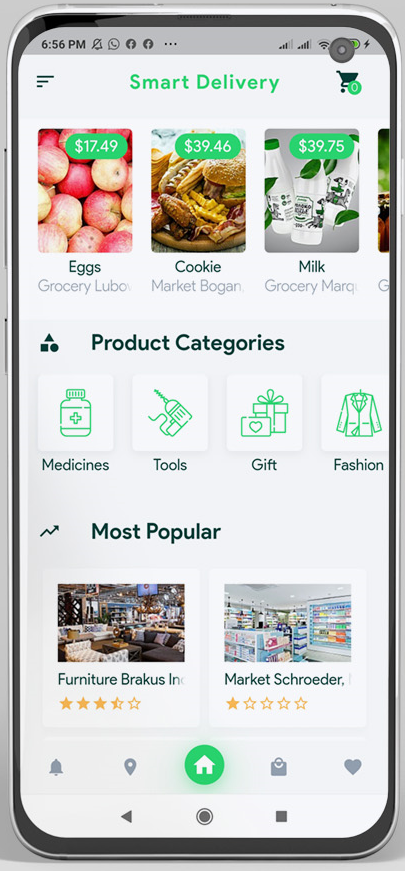 6:56 PM
Smart Delivery
0
$17.49
$39.46
$39.75
Eggs
Cookie
Milk
Grocery Lubov
Market Bogan,
Grocery Marq
G
Product Categories
Medicines
Tools
Gift
Fashion
Most Popular
Furniture Brakus Inc
Market Schroeder,